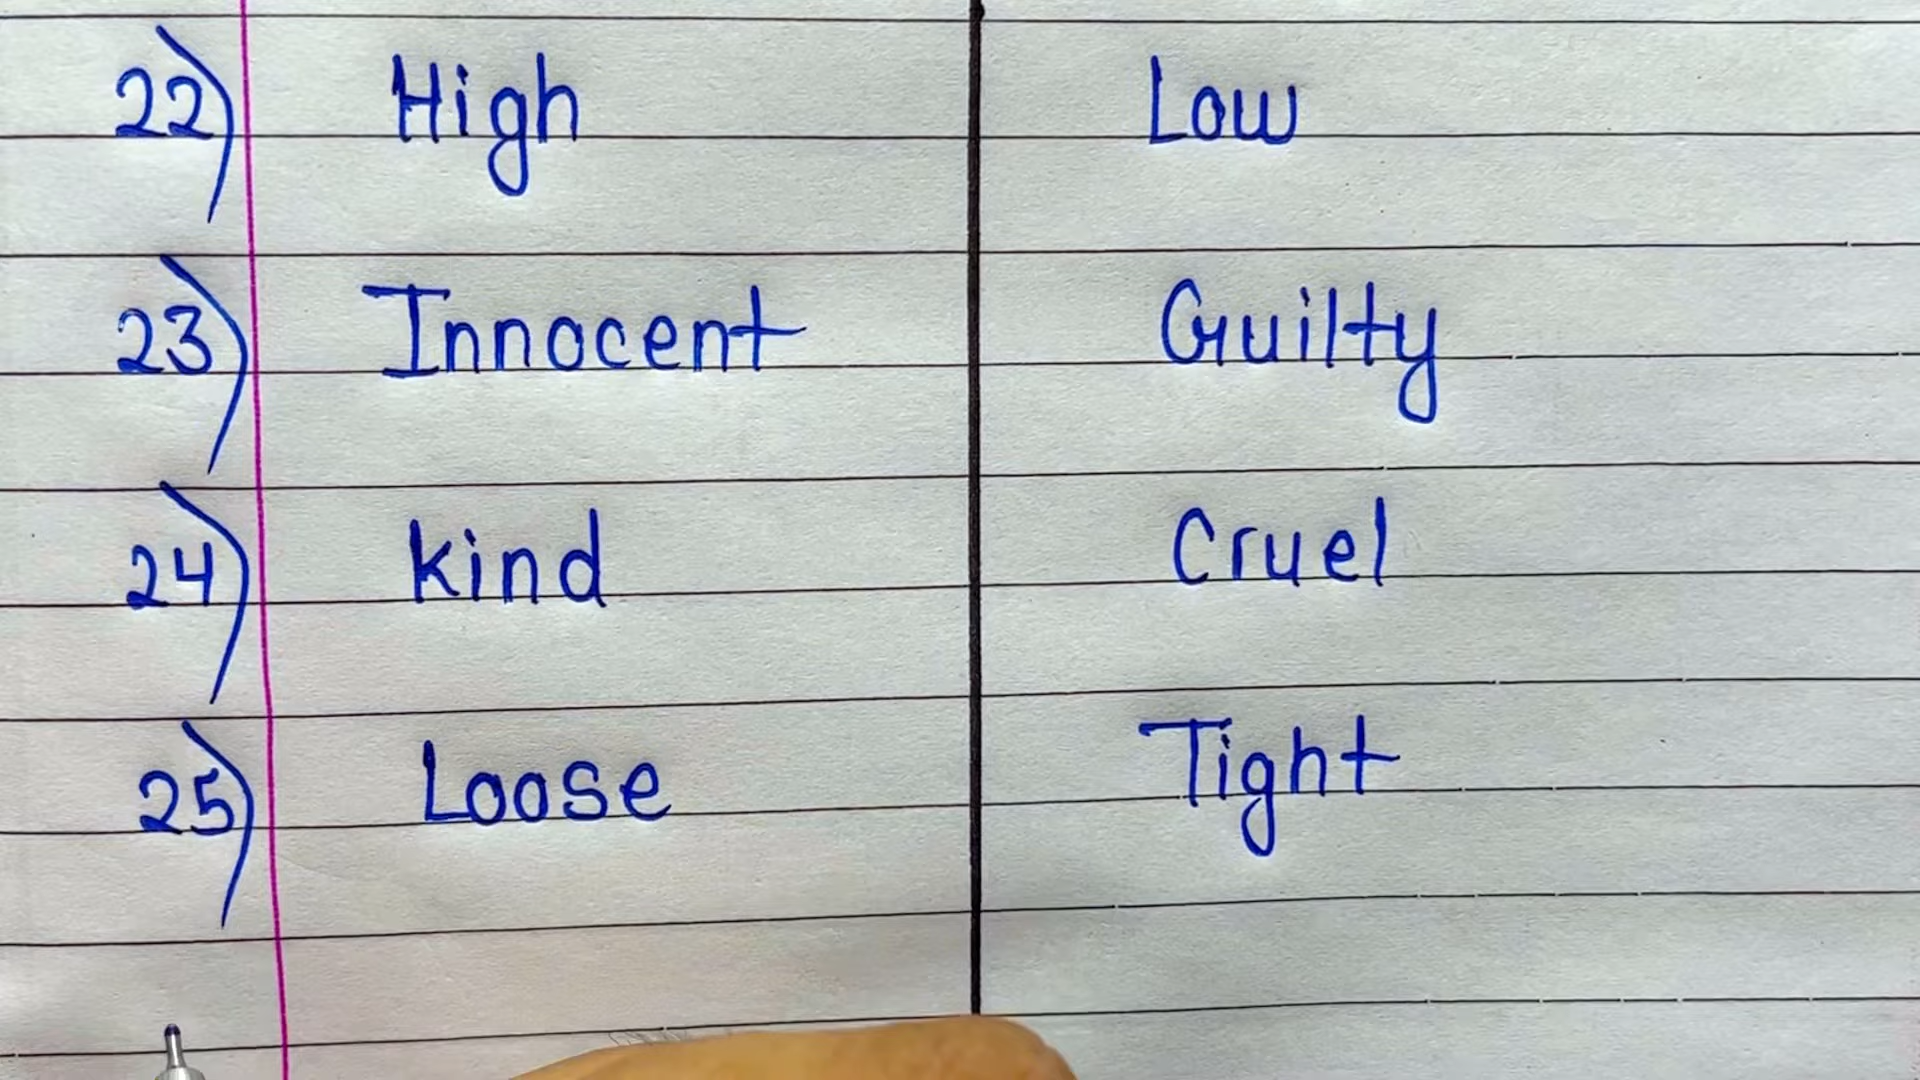 22) High Low
23) Innocent Guilty
24) kind Cruel
25) Loose Tight